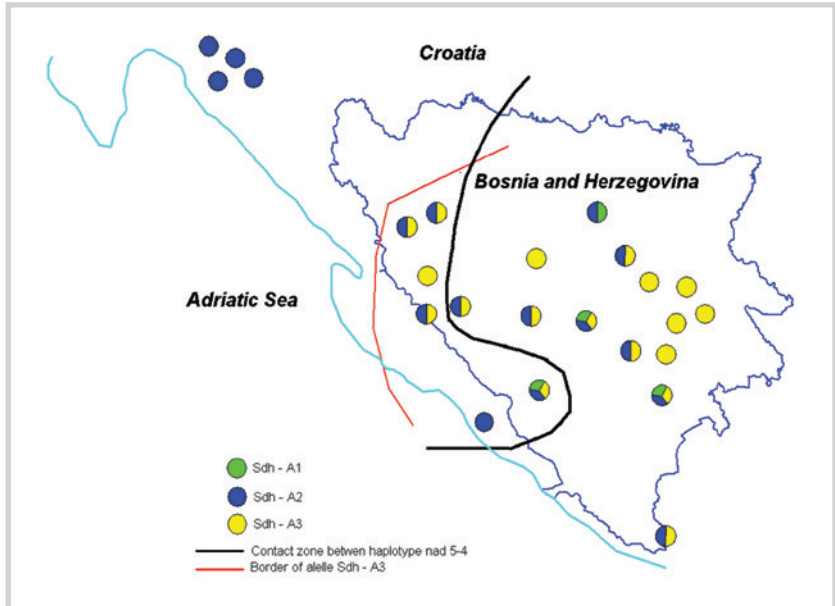 Croatia
Bosnia and Herzegovina
Adriatic Sea
Sdh - A1
Sdh - A2
Sdh - A3
Contact zone betwen haplotype nad 5-4
Border of alelle Sdh - A3